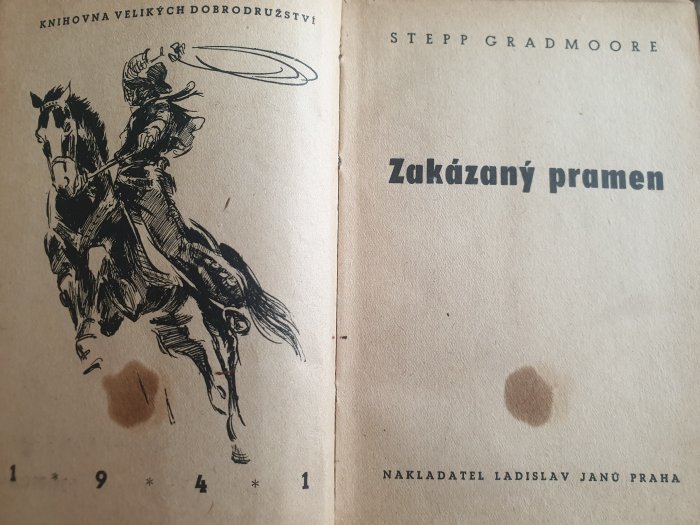 KNIHOVNA VELIKÝCH DOBRODRUŽSTVÍ
1 * 9 * 4 * 1
STEPP GRADMOORE
Zakázaný pramen
NAKLADATEL LADISLAV JANŮ PRAHA